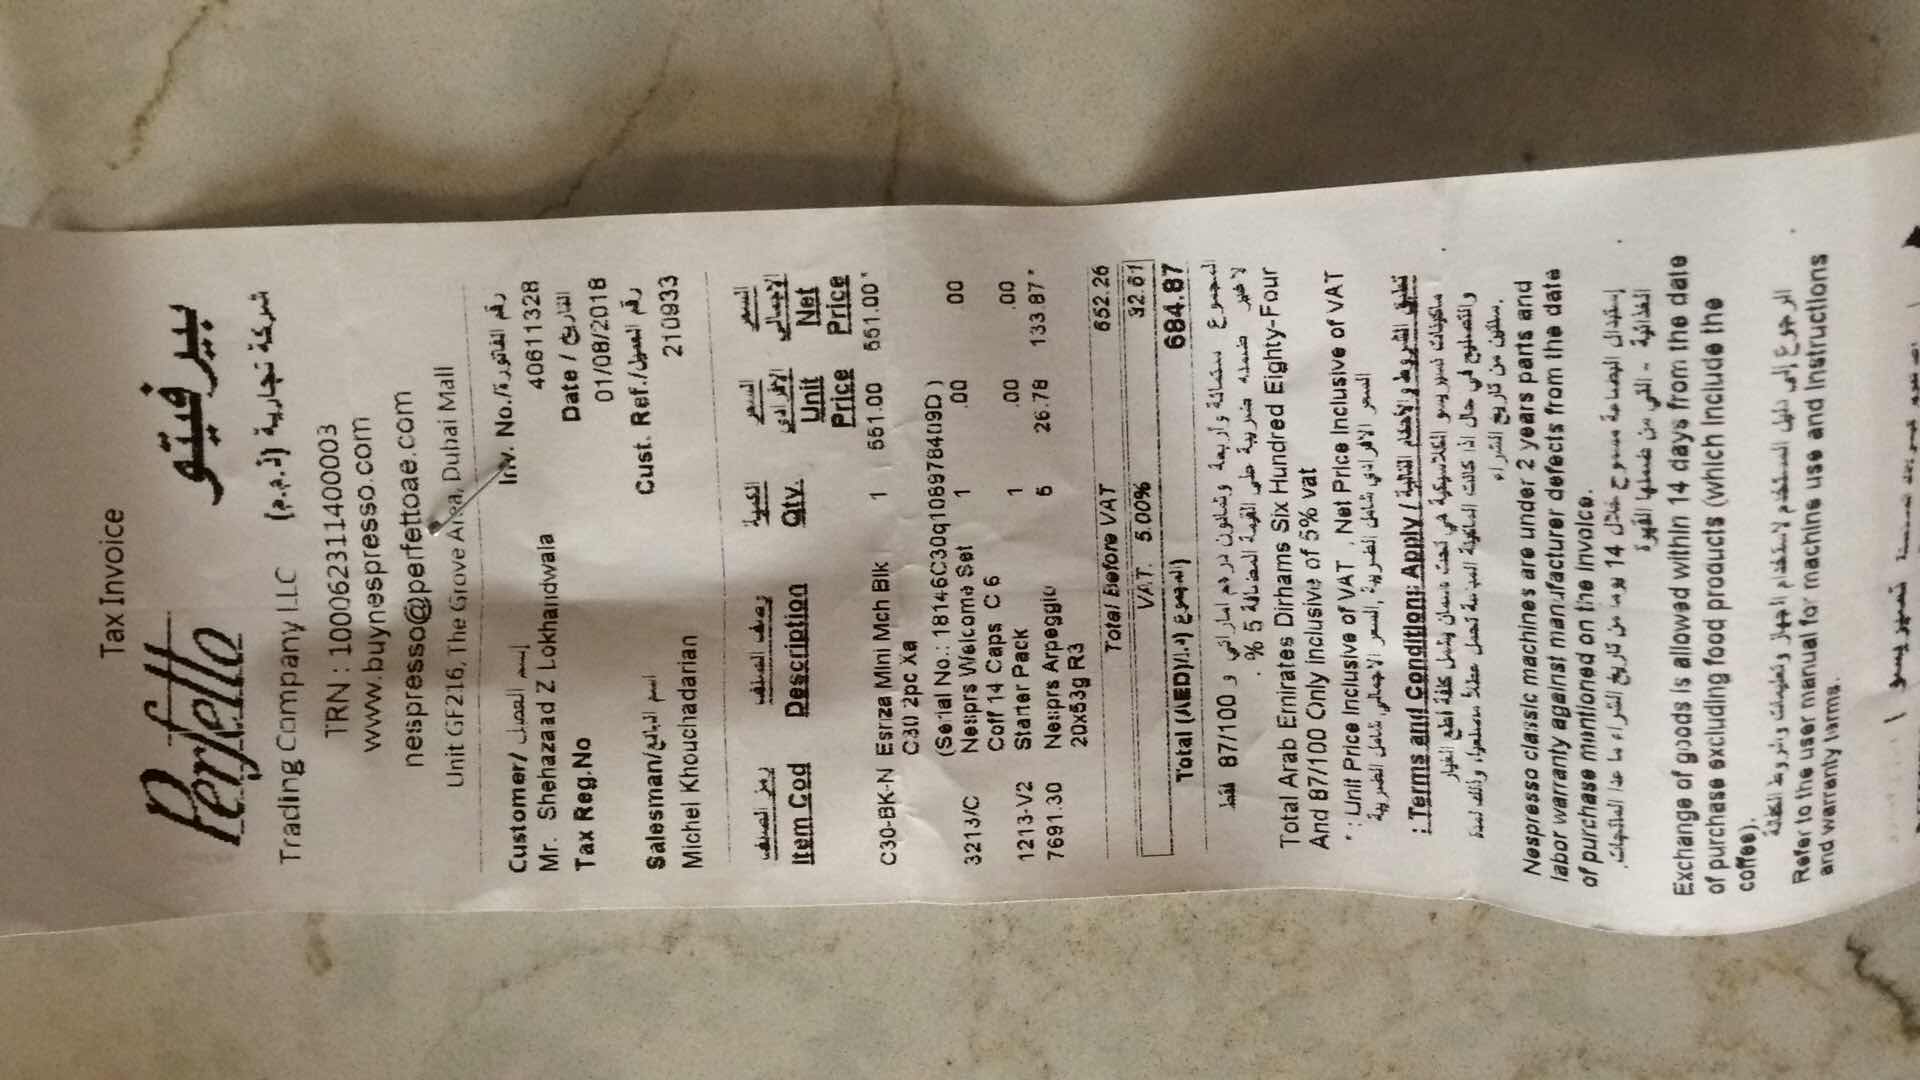 Tax Invoice
Perfetto بيرفيتو
Trading Company LLC شركة تجارية (ذ.م.م)
TRN : 100062311400003
www.buynespresso.com
nespresso@perfettoae.com
Unit GF216, The Grove Area, Dubai Mall
Customer/ إسم العميل
Inv. No./رقم الفاتورة
Mr. Shehazaad Z Lokhandwala
40611328
Tax Reg.No
Date / التاريخ
01/08/2018
Salesman/اسم البائع
Cust. Ref./رقم العميل
Michel Khouchadarian
210933
رمز الصنف وصف الصنف الكمية السعر الإفرادي السعر الإجمالي
Item Cod Description Qty. Unit Price Net Price
C30-BK-N Esnza Mini Mch Blk 1 551.00 551.00*
C30 2pc Xa
(Serial No.: 18146C30q108978409D )
3213/C Nesprs Welcome Set 1 .00 .00
Coff 14 Caps C 6
1213-V2 Starter Pack 1 .00 .00
7691.30 Nesprs Arpeggio 5 26.78 133.87*
20x53g R3
Total Before VAT 652.26
VAT. 5.00% 32.61
Total (AED)/المجموع (د.إ) 684.87
المجموع ستمائة وأربعة وثمانون درهم اماراتي و 87/100 فقط
لا غير ضمنه ضريبة على القيمة المضافة 5 % .
Total Arab Emirates Dirhams Six Hundred Eighty-Four
And 87/100 Only inclusive of 5% vat
* : Unit Price Inclusive of VAT , Net Price Inclusive of VAT
السعر الافرادي شامل الضريبة ,السعر الاجمالي شامل الضريبة
: Terms and Conditions Apply / تطبق الشروط والأحكام التالية
ماكينات نسبريسو الكلاسيكية هي تحت ضمان يشمل كلفة قطع الغيار
والتصليح في حال اذا كانت الماكينة المباعة تحمل عطلاً مصنعياً, وذلك لمدة
سنتين من تاريخ الشراء.
Nespresso classic machines are under 2 years parts and
labor warranty against manufacturer defects from the date
of purchase mentioned on the Invoice.
إستبدال البضاعة مسموح خلال 14 يوما من تاريخ الشراء ما عدا المنتجات
الغذائية - التي من ضمنها القهوة
Exchange of goods is allowed within 14 days from the date
of purchase excluding food products (which include the
coffee).
الرجوع إلى دليل المستخدم لاستخدام الجهاز وتعليمات وشروط الكفالة
Refer to the user manual for machine use and Instructions
and warranty terms.
نسبريسو /